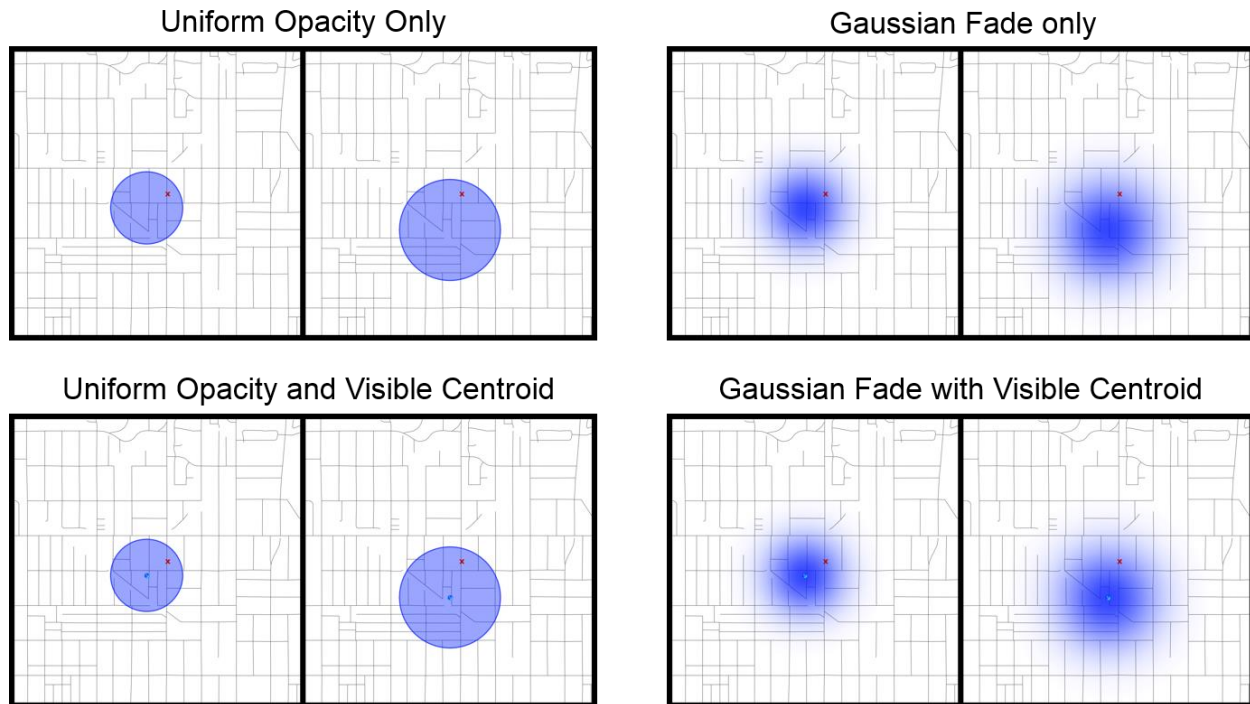 Uniform Opacity Only
Gaussian Fade only
Uniform Opacity and Visible Centroid
Gaussian Fade with Visible Centroid